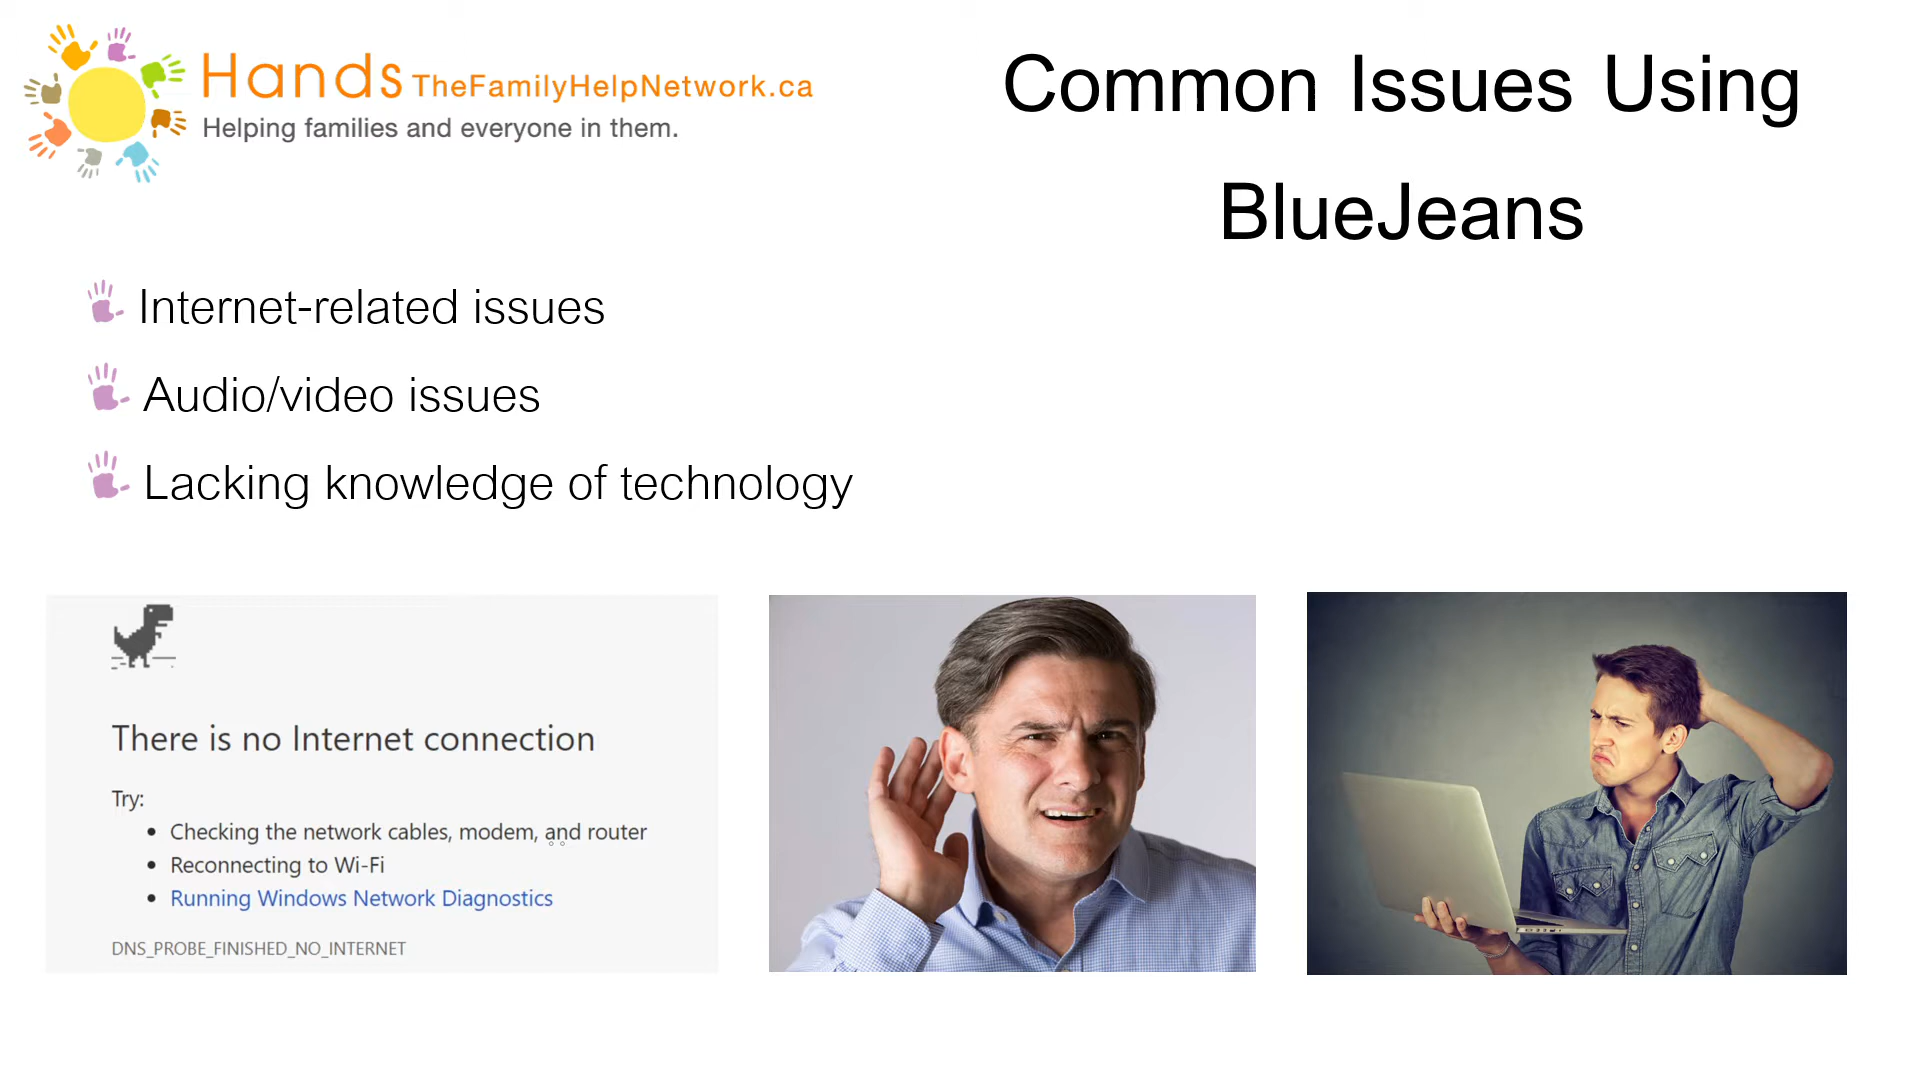 Hands TheFamilyHelpNetwork.ca
Helping families and everyone in them.
Common Issues Using
BlueJeans
Internet-related issues
Audio/video issues
Lacking knowledge of technology
There is no Internet connection
Try:
• Checking the network cables, modem, and router
• Reconnecting to Wi-Fi
• Running Windows Network Diagnostics
DNS_PROBE_FINISHED_NO_INTERNET